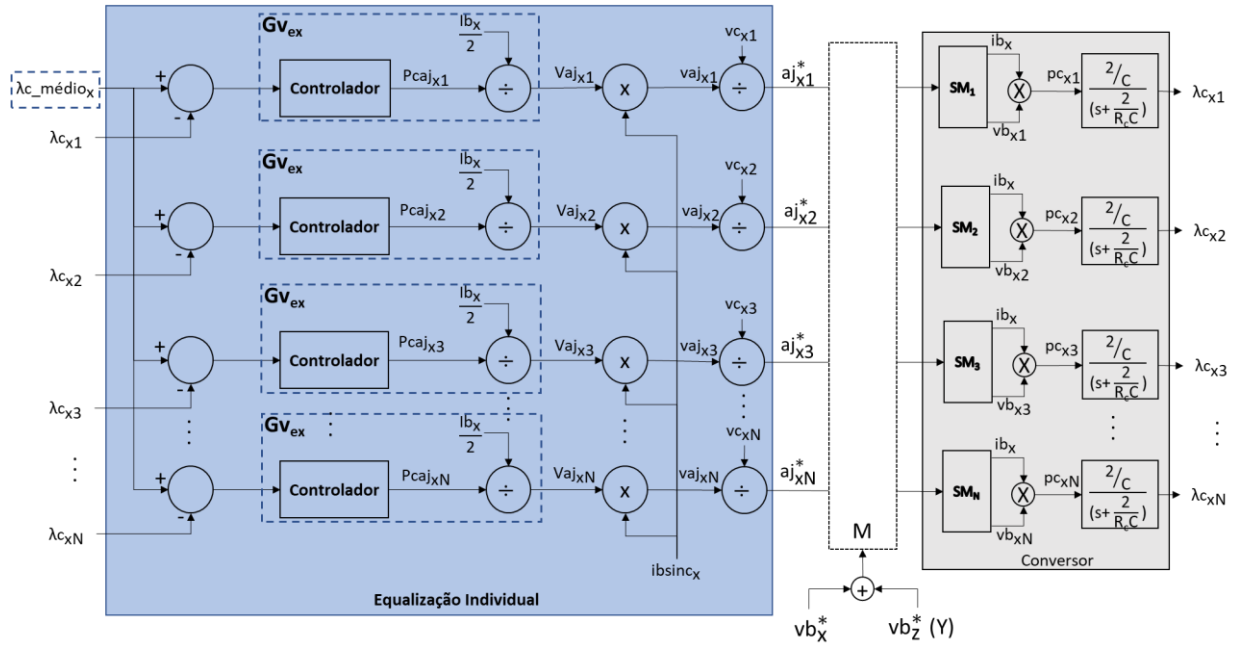 Gv_ex Ib_x/2 vc_x1
λc_médio_x + - Controlador Pcaj_x1 ÷ Vaj_x1 x vaj_x1 ÷ aj*_x1 SM₁ ib_x X vb_x1 pc_x1 2/C / (s+ 2/R_cC) λc_x1
λc_x1
Gv_ex Ib_x/2 vc_x2
+ - Controlador Pcaj_x2 ÷ Vaj_x2 x vaj_x2 ÷ aj*_x2 SM₂ ib_x X vb_x2 pc_x2 2/C / (s+ 2/R_cC) λc_x2
λc_x2
Gv_ex Ib_x/2 vc_x3
+ - Controlador Pcaj_x3 ÷ Vaj_x3 x vaj_x3 ÷ aj*_x3 SM₃ ib_x X vb_x3 pc_x3 2/C / (s+ 2/R_cC) λc_x3
λc_x3
Gv_ex Ib_x/2 vc_xN
+ - Controlador Pcaj_xN ÷ Vaj_xN x vaj_xN ÷ aj*_xN SM_N ib_x X vb_xN pc_xN 2/C / (s+ 2/R_cC) λc_xN
λc_xN
ibsinc_x
M
Conversor
Equalização Individual
vb*_x + vb*_z (Y)